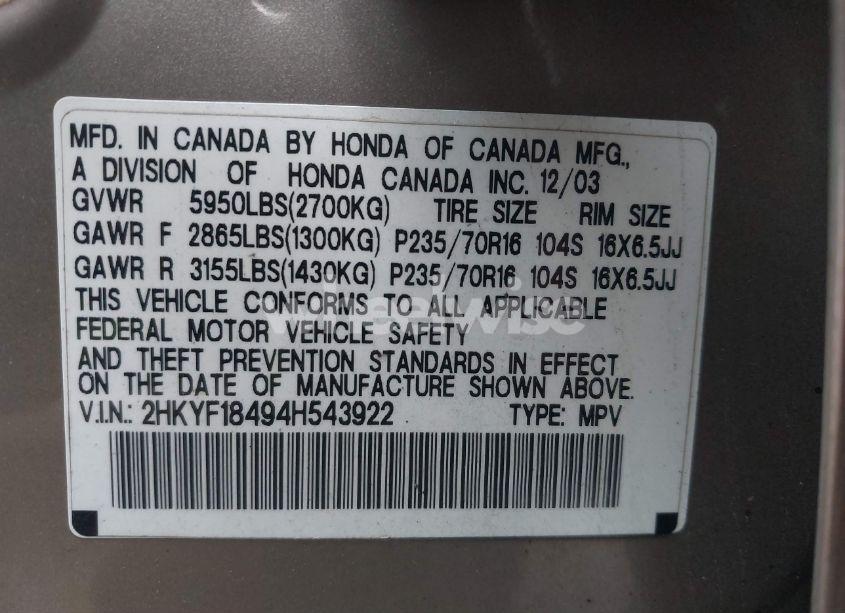 MFD. IN CANADA BY HONDA OF CANADA MFG.,
A DIVISION OF HONDA CANADA INC. 12/03
GVWR 5950LBS(2700KG) TIRE SIZE RIM SIZE
GAWR F 2865LBS(1300KG) P235/70R16 104S 16X6.5JJ
GAWR R 3155LBS(1430KG) P235/70R16 104S 16X6.5JJ
THIS VEHICLE CONFORMS TO ALL APPLICABLE
FEDERAL MOTOR VEHICLE SAFETY
AND THEFT PREVENTION STANDARDS IN EFFECT
ON THE DATE OF MANUFACTURE SHOWN ABOVE.
V.I.N.: 2HKYF18494H543922 TYPE: MPV
wheelwise